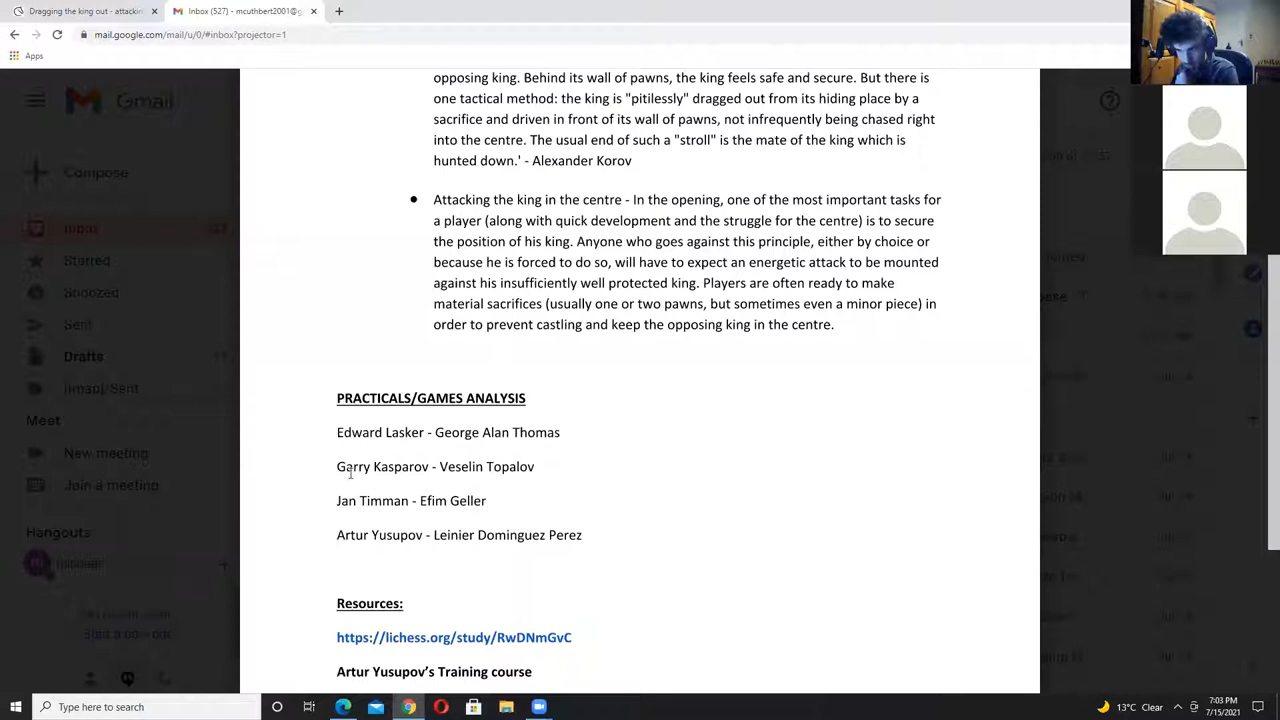 Dragging the king out - attackin
Inbox (527) - mcuthbert2001@g
mail.google.com/mail/u/0/#inbox?projector=1
Apps
Gmail
Compose
Inbox
Starred
Snoozed
Sent
Drafts
[Imap]/Sent
Meet
New meeting
Join a meeting
Hangouts
opposing king. Behind its wall of pawns, the king feels safe and secure. But there is
one tactical method: the king is "pitilessly" dragged out from its hiding place by a
sacrifice and driven in front of its wall of pawns, not infrequently being chased right
into the centre. The usual end of such a "stroll" is the mate of the king which is
hunted down.' - Alexander Korov
● Attacking the king in the centre - In the opening, one of the most important tasks for
a player (along with quick development and the struggle for the centre) is to secure
the position of his king. Anyone who goes against this principle, either by choice or
because he is forced to do so, will have to expect an energetic attack to be mounted
against his insufficiently well protected king. Players are often ready to make
material sacrifices (usually one or two pawns, but sometimes even a minor piece) in
order to prevent castling and keep the opposing king in the centre.
PRACTICALS/GAMES ANALYSIS
Edward Lasker - George Alan Thomas
Garry Kasparov - Veselin Topalov
Jan Timman - Efim Geller
Artur Yusupov - Leinier Dominguez Perez
Resources:
https://lichess.org/study/RwDNmGvC
Artur Yusupov’s Training course
Type here to search
13°C Clear
7:03 PM
7/15/2021